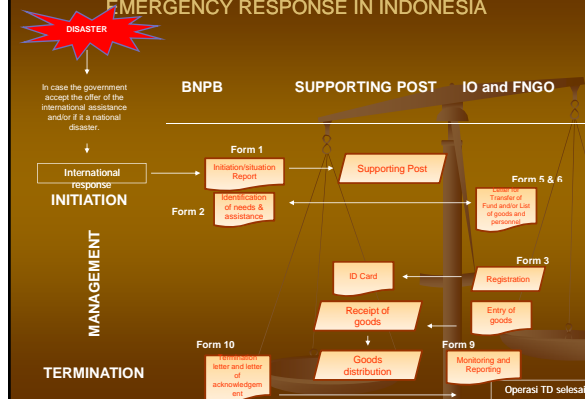 EMERGENCY RESPONSE IN INDONESIA
DISASTER
In case the government
accept the offer of the
international assistance
and/or if it a national
disaster.
BNPB
SUPPORTING POST
IO and FNGO
Form 1
International
response
Initiation/situation
Report
Supporting Post
INITIATION
Form 2
Identification
of needs &
assistance
Form 5 & 6
Letter for
Transfer of
Fund and/or List
of goods and
personnel
MANAGEMENT
Form 3
ID Card
Registration
Receipt of
goods
Entry of
goods
Form 10
Form 9
TERMINATION
Termination
letter and letter
of
acknowledgem
ent
Goods
distribution
Monitoring and
Reporting
Operasi TD selesai